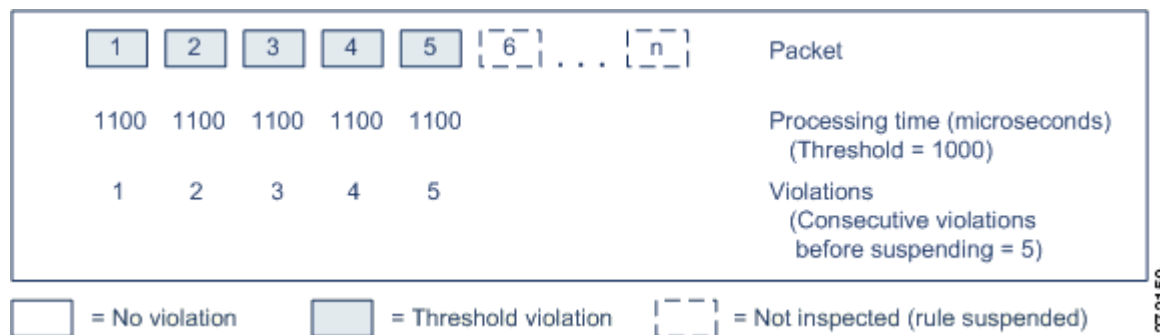 1 2 3 4 5 6 ... n Packet
1100 1100 1100 1100 1100 Processing time (microseconds)
(Threshold = 1000)
1 2 3 4 5 Violations
(Consecutive violations
before suspending = 5)
= No violation = Threshold violation = Not inspected (rule suspended)